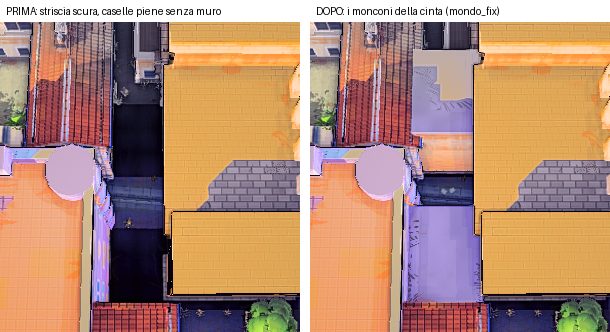 PRIMA: striscia scura, caselle piene senza muro
DOPO: i monconi della cinta (mondo_fix)